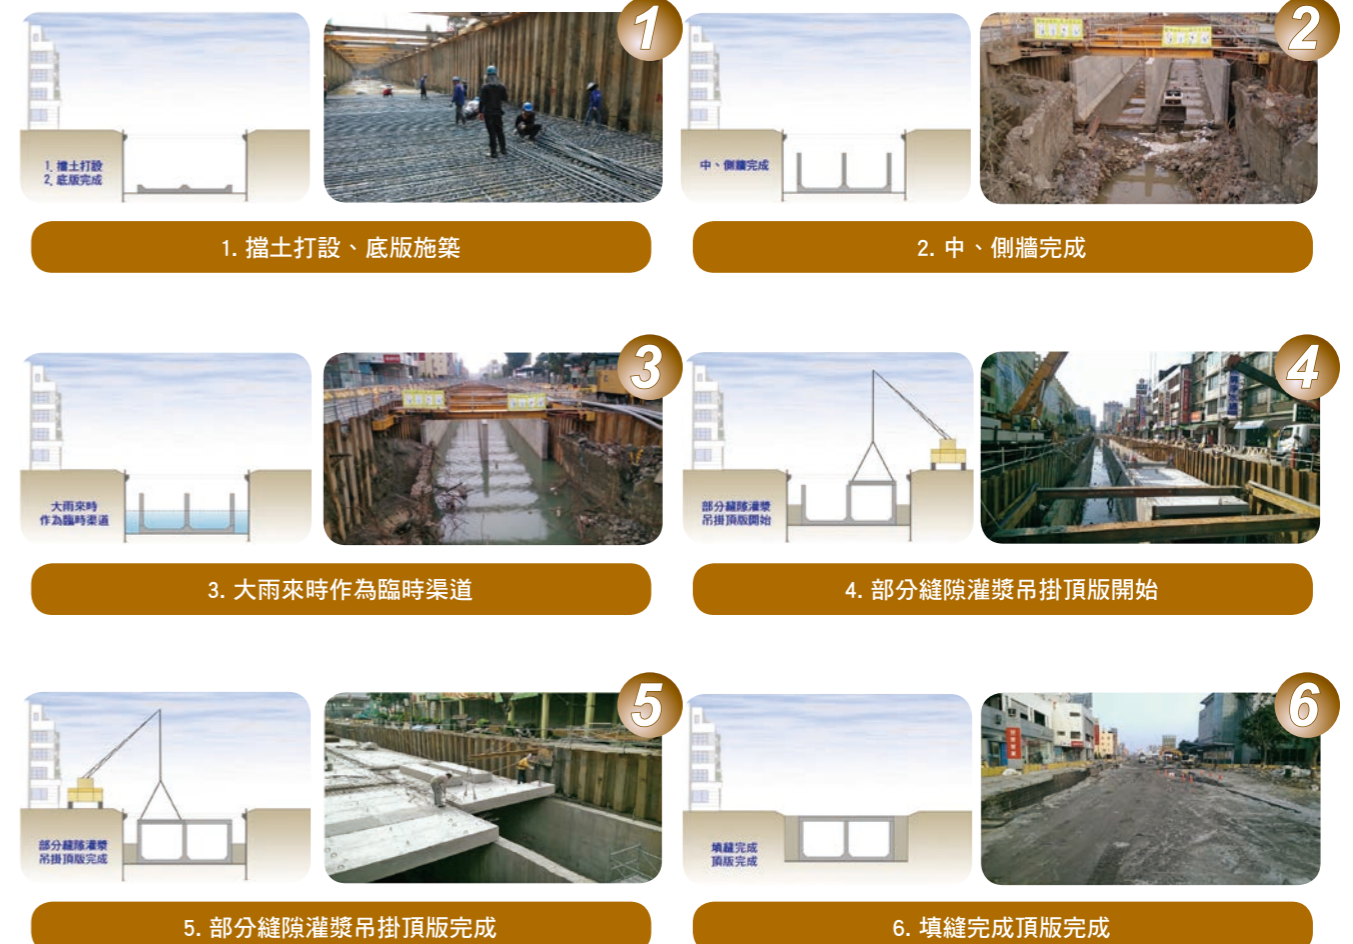 1. 擋土打設
2. 底版完成
1
1. 擋土打設、底版施築
中、側牆完成
2
2. 中、側牆完成
大雨來時
作為臨時渠道
3
3. 大雨來時作為臨時渠道
部分縫隙灌漿
吊掛頂版開始
4
4. 部分縫隙灌漿吊掛頂版開始
部分縫隙灌漿
吊掛頂版完成
5
5. 部分縫隙灌漿吊掛頂版完成
填縫完成
頂版完成
6
6. 填縫完成頂版完成